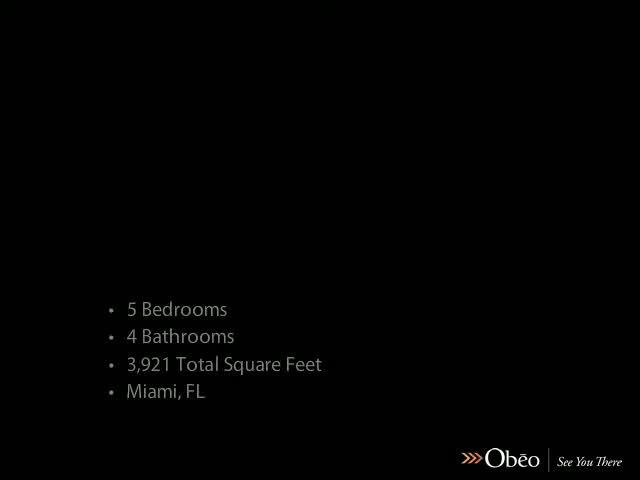 • 5 Bedrooms
• 4 Bathrooms
• 3,921 Total Square Feet
• Miami, FL
Obēo | See You There